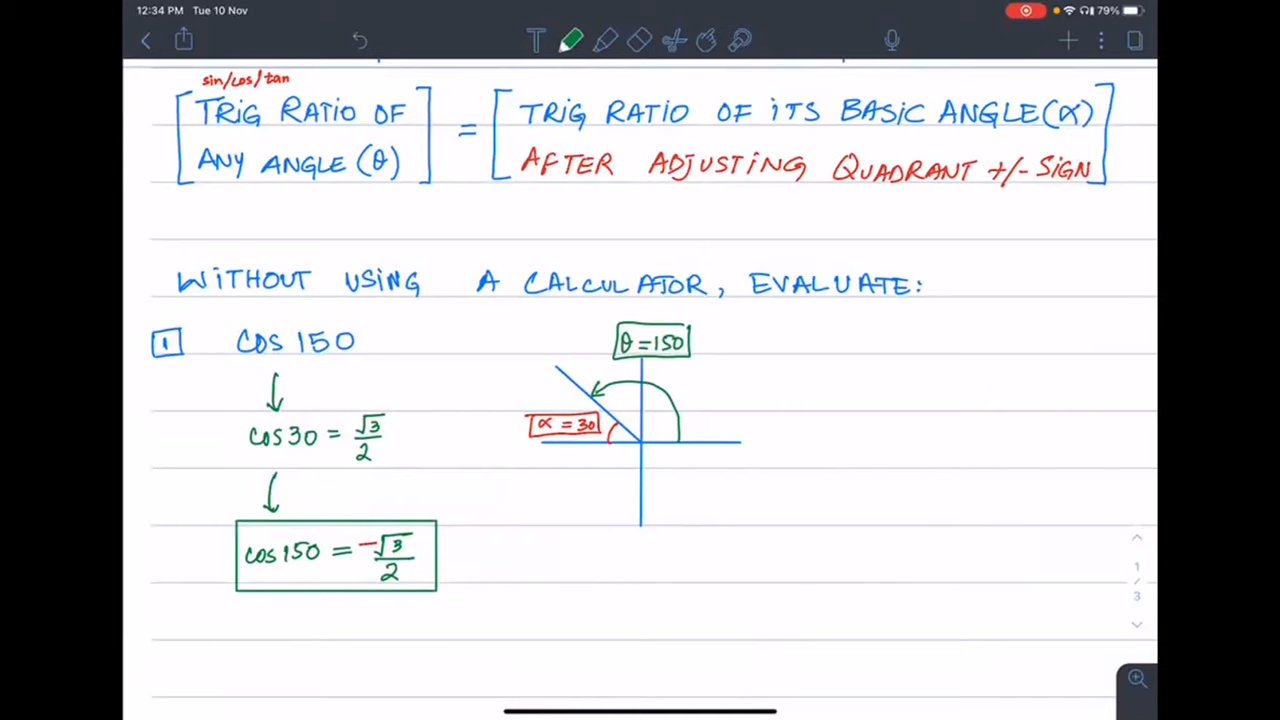 12:34 PM Tue 10 Nov 79%
sin/cos/tan
TRIG RATIO OF
ANY ANGLE (θ)
=
TRIG RATIO OF ITS BASIC ANGLE(α)
AFTER ADJUSTING QUADRANT +/- SIGN
WITHOUT USING A CALCULATOR, EVALUATE:
1 COS 150
θ = 150
α = 30
cos 30 = √3/2
cos 150 = -√3/2
1
/
3